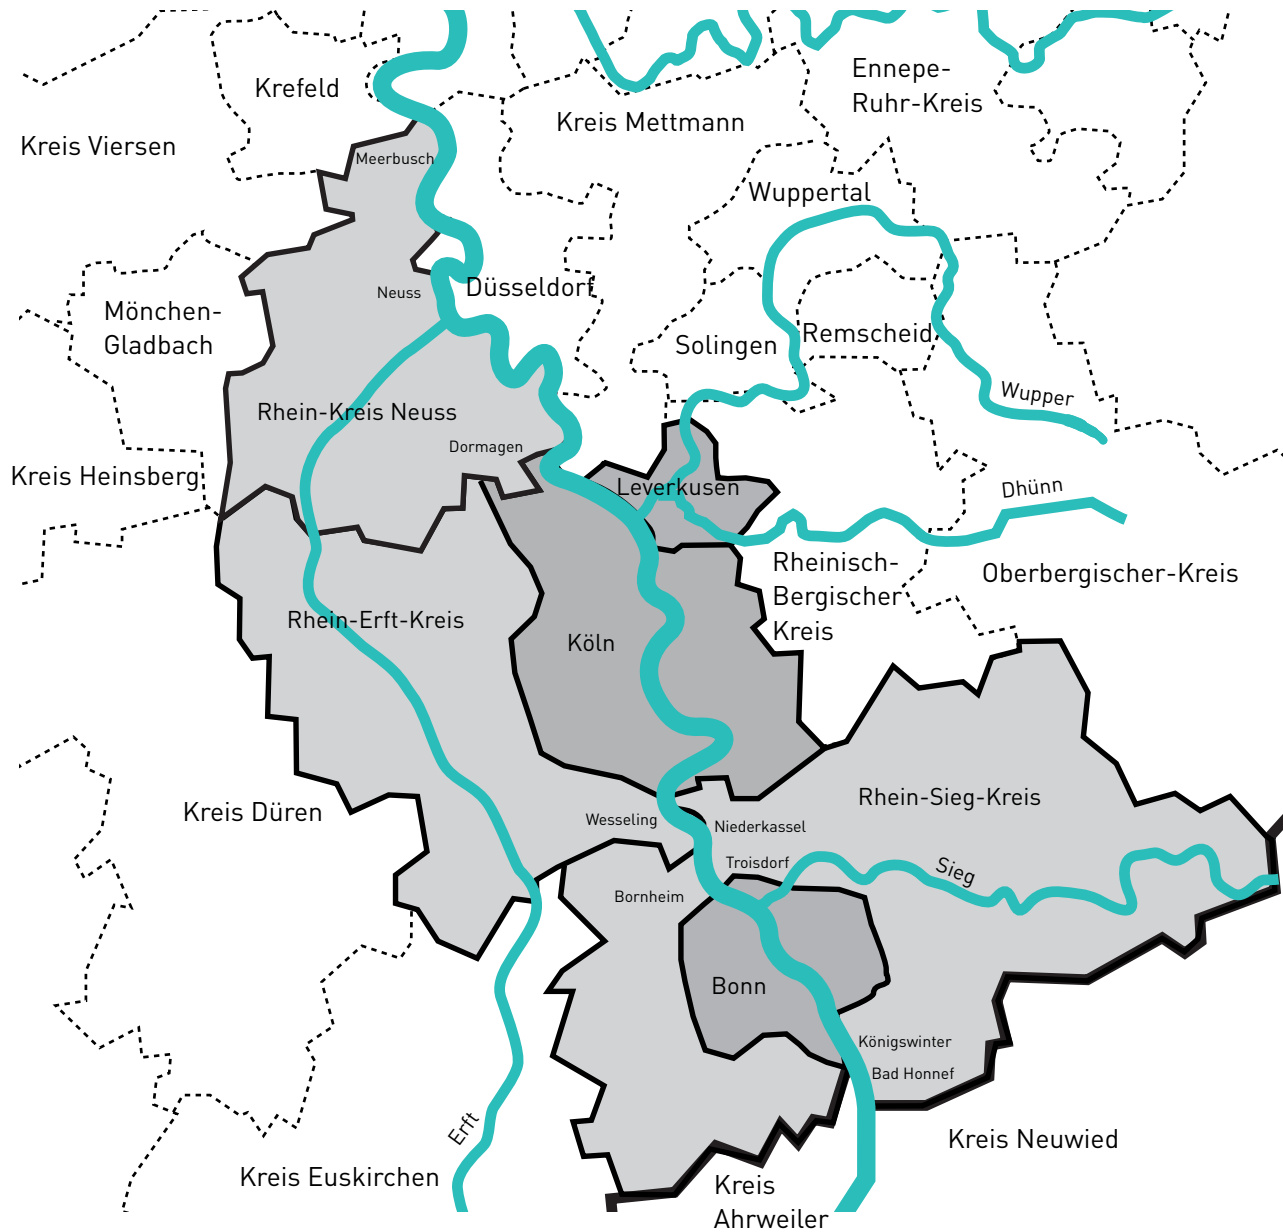 Krefeld
Ennepe-
Ruhr-Kreis
Kreis Mettmann
Kreis Viersen
Meerbusch
Wuppertal
Neuss
Düsseldorf
Mönchen-
Gladbach
Solingen
Remscheid
Wupper
Rhein-Kreis Neuss
Dormagen
Kreis Heinsberg
Leverkusen
Dhünn
Rheinisch-
Bergischer
Kreis
Oberbergischer-Kreis
Rhein-Erft-Kreis
Köln
Rhein-Sieg-Kreis
Kreis Düren
Wesseling
Niederkassel
Troisdorf
Sieg
Bornheim
Bonn
Königswinter
Bad Honnef
Erft
Kreis Neuwied
Kreis Euskirchen
Kreis
Ahrweiler